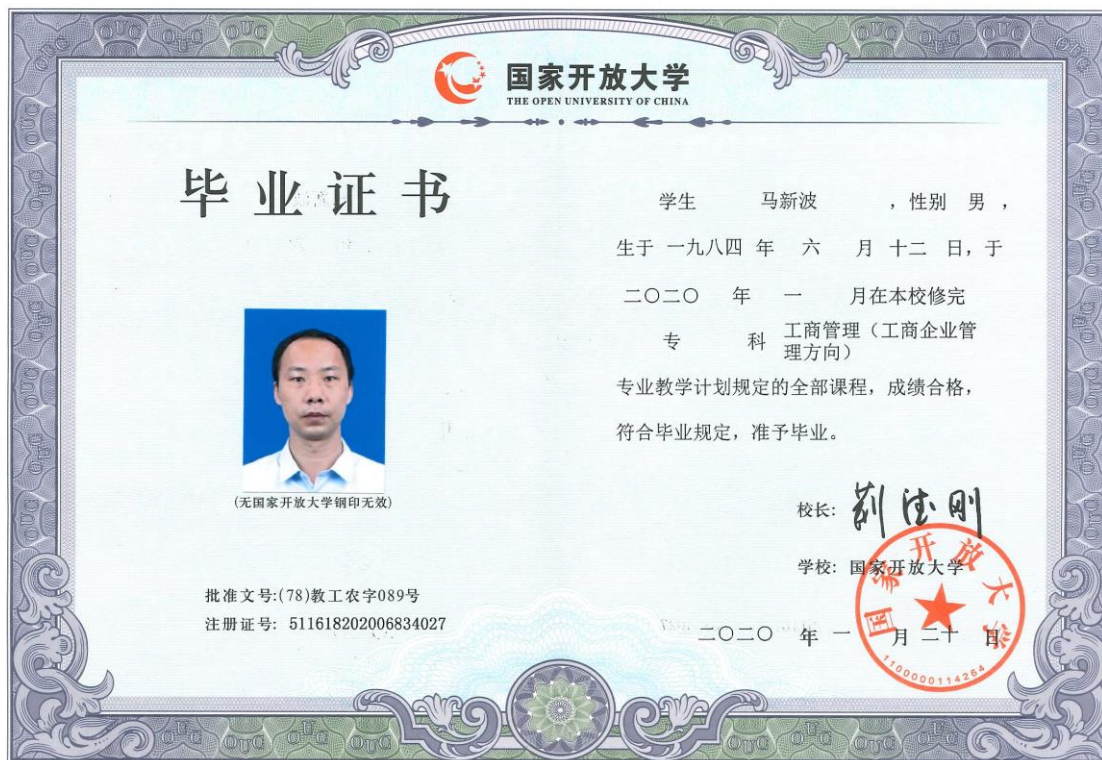 国家开放大学
THE OPEN UNIVERSITY OF CHINA
毕业证书
(无国家开放大学钢印无效)
批准文号:(78)教工农字089号
注册证号: 511618202006834027
学生 马新波 ，性别 男 ，
生于 一九八四 年 六 月 十二 日，于
二〇二〇 年 一 月在本校修完
专 科 工商管理（工商企业管
理方向）
专业教学计划规定的全部课程，成绩合格，
符合毕业规定，准予毕业。
校长:
学校: 国家开放大学
二〇二〇 年 一 月 二十 日
国家开放大学
1100000114264